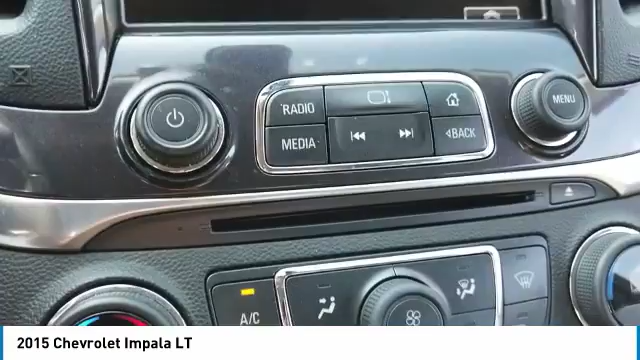 RADIO
MENU
MEDIA
BACK
A/C
2015 Chevrolet Impala LT